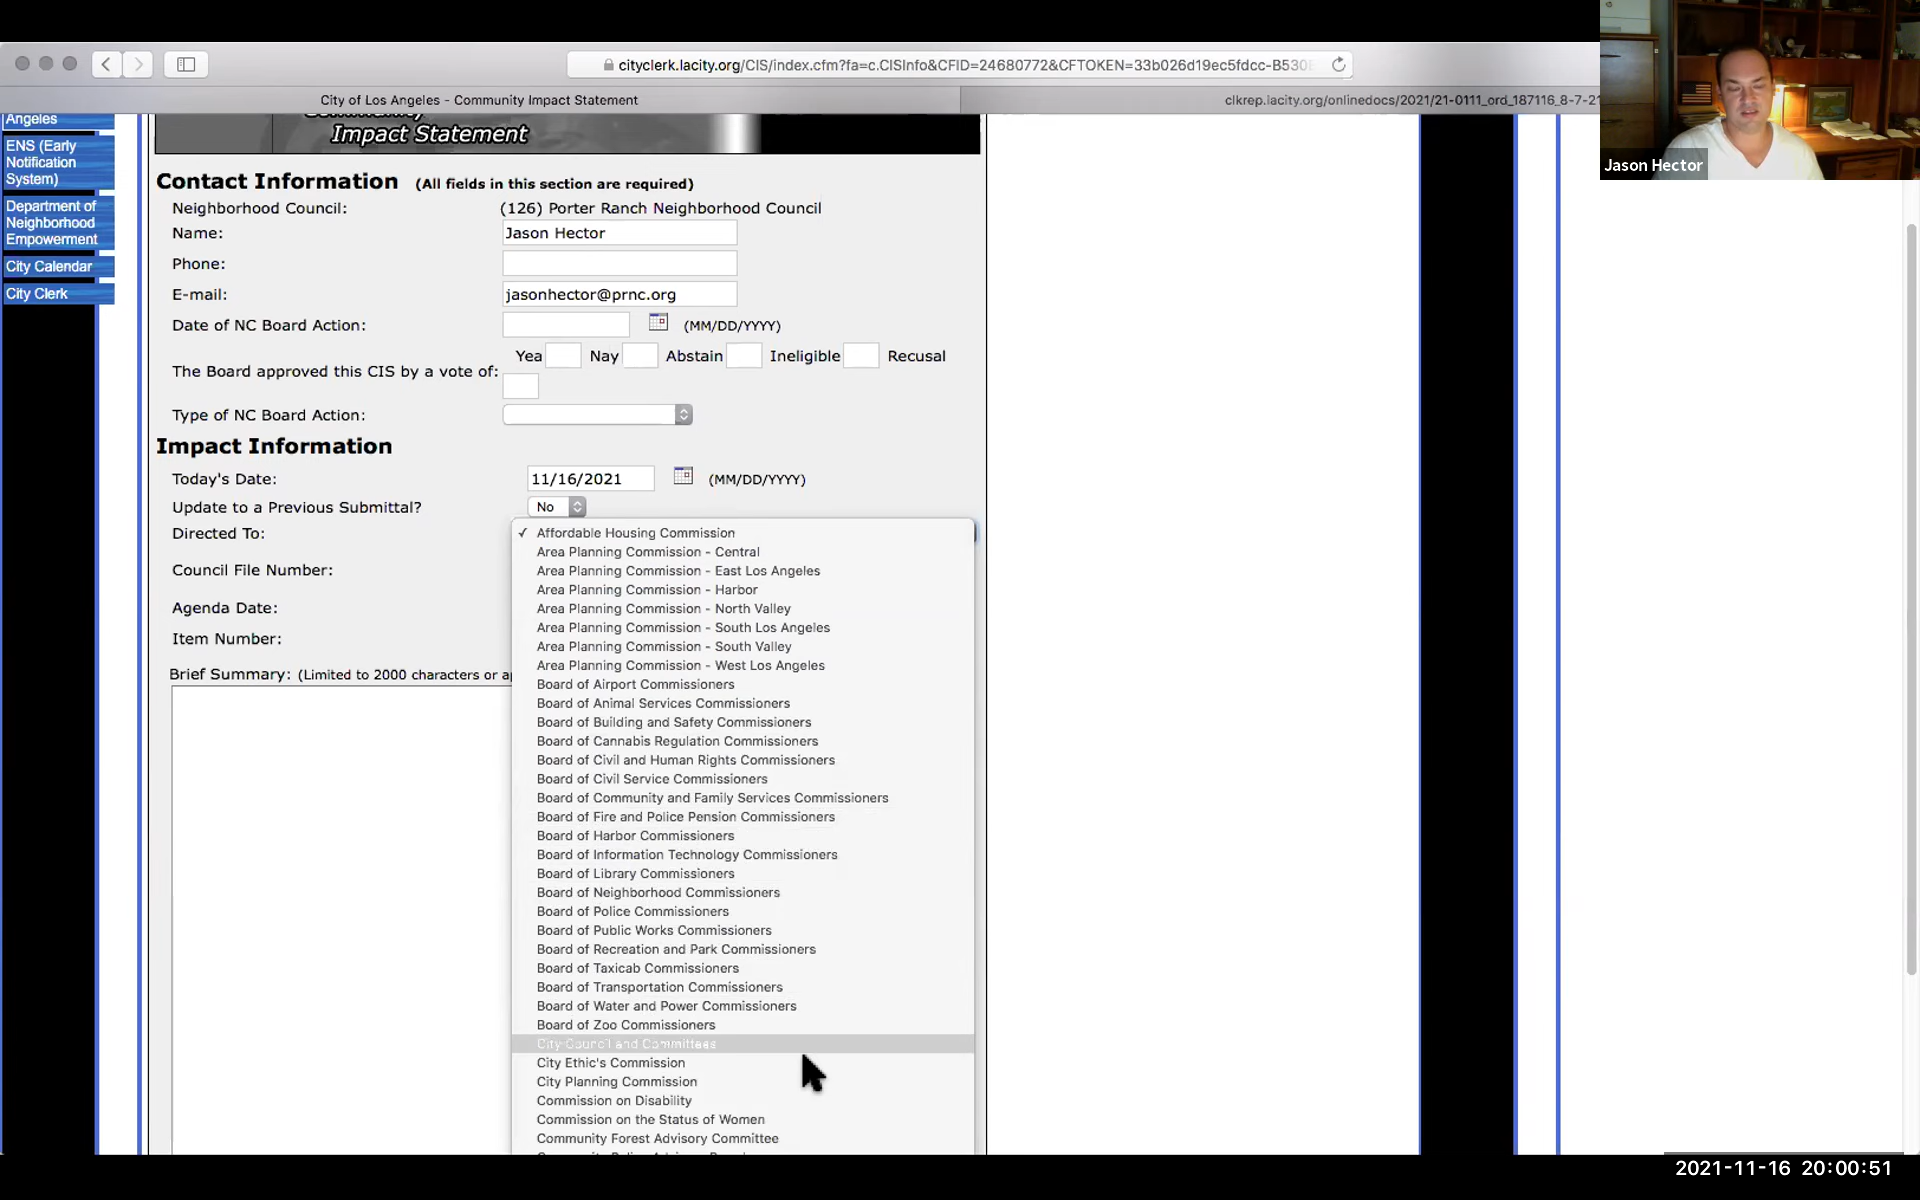 cityclerk.lacity.org/CIS/index.cfm?fa=c.CISInfo&CFID=24680772&CFTOKEN=33b026d19ec5fdcc-B530
City of Los Angeles - Community Impact Statement
clkrep.lacity.org/onlinedocs/2021/21-0111_ord_187116_8-7-21
Jason Hector
Angeles
ENS (Early
Notification
System)
Department of
Neighborhood
Empowerment
City Calendar
City Clerk
Community
Impact Statement
Contact Information (All fields in this section are required)
Neighborhood Council: (126) Porter Ranch Neighborhood Council
Name: Jason Hector
Phone:
E-mail: jasonhector@prnc.org
Date of NC Board Action: (MM/DD/YYYY)
The Board approved this CIS by a vote of: Yea Nay Abstain Ineligible Recusal
Type of NC Board Action:
Impact Information
Today's Date: 11/16/2021 (MM/DD/YYYY)
Update to a Previous Submittal? No
Directed To:
Council File Number:
Agenda Date:
Item Number:
Brief Summary: (Limited to 2000 characters or
✓ Affordable Housing Commission
Area Planning Commission - Central
Area Planning Commission - East Los Angeles
Area Planning Commission - Harbor
Area Planning Commission - North Valley
Area Planning Commission - South Los Angeles
Area Planning Commission - South Valley
Area Planning Commission - West Los Angeles
Board of Airport Commissioners
Board of Animal Services Commissioners
Board of Building and Safety Commissioners
Board of Cannabis Regulation Commissioners
Board of Civil and Human Rights Commissioners
Board of Civil Service Commissioners
Board of Community and Family Services Commissioners
Board of Fire and Police Pension Commissioners
Board of Harbor Commissioners
Board of Information Technology Commissioners
Board of Library Commissioners
Board of Neighborhood Commissioners
Board of Police Commissioners
Board of Public Works Commissioners
Board of Recreation and Park Commissioners
Board of Taxicab Commissioners
Board of Transportation Commissioners
Board of Water and Power Commissioners
Board of Zoo Commissioners
City Council and Committees
City Ethic's Commission
City Planning Commission
Commission on Disability
Commission on the Status of Women
Community Forest Advisory Committee
2021-11-16 20:00:51